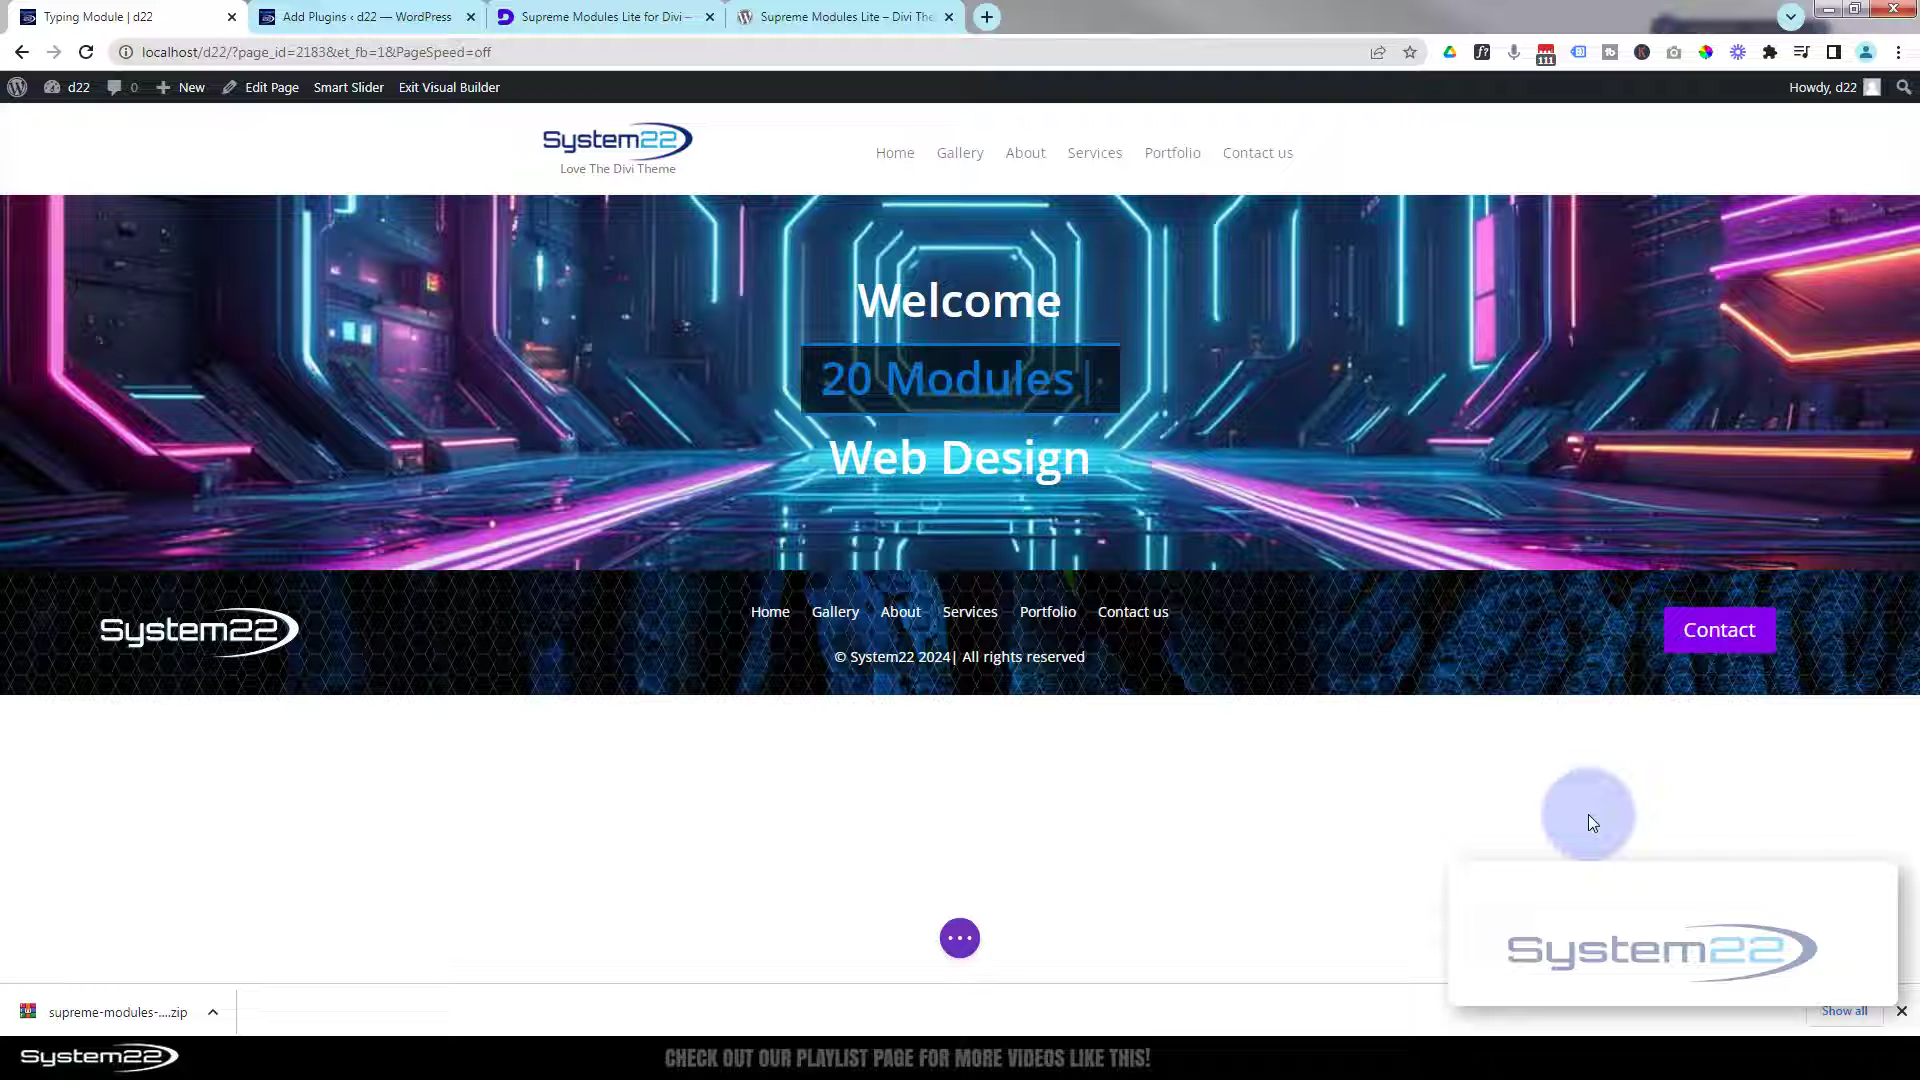 Typing Module | d22
Add Plugins ‹ d22 — WordPress
Supreme Modules Lite for Divi –
Supreme Modules Lite – Divi The
localhost/d22/?page_id=2183&et_fb=1&PageSpeed=off
111
d22
0
New
Edit Page
Smart Slider
Exit Visual Builder
Howdy, d22
System22
Love The Divi Theme
Home
Gallery
About
Services
Portfolio
Contact us
Welcome
20 Modules|
Web Design
System22
Home
Gallery
About
Services
Portfolio
Contact us
© System22 2024| All rights reserved
Contact
System22
supreme-modules-....zip
Show all
System22
CHECK OUT OUR PLAYLIST PAGE FOR MORE VIDEOS LIKE THIS!